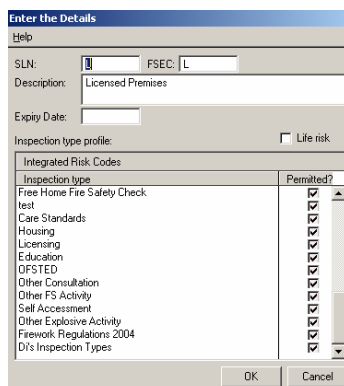 Enter the Details
Help
SLN: L FSEC: L
Description: Licensed Premises
Expiry Date:
Inspection type profile: Life risk
Integrated Risk Codes
Inspection type Permitted?
Free Home Fire Safety Check
test
Care Standards
Housing
Licensing
Education
OFSTED
Other Consultation
Other FS Activity
Self Assessment
Other Explosive Activity
Firework Regulations 2004
Di's Inspection Types
OK Cancel